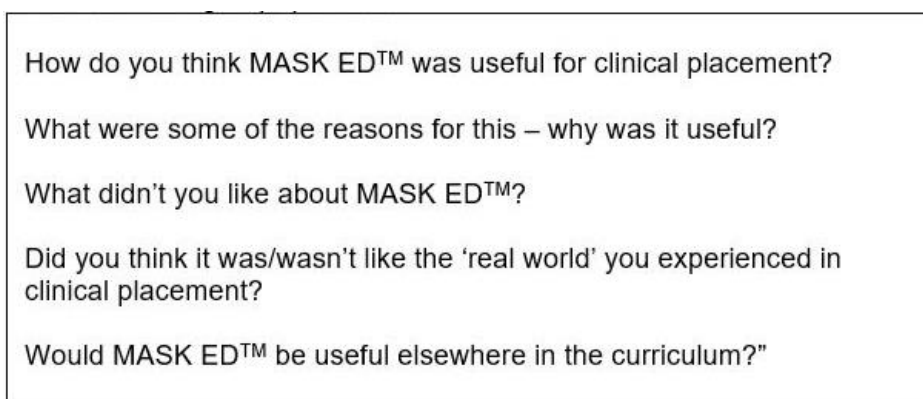 How do you think MASK ED™ was useful for clinical placement?
What were some of the reasons for this – why was it useful?
What didn’t you like about MASK ED™?
Did you think it was/wasn’t like the ‘real world’ you experienced in
clinical placement?
Would MASK ED™ be useful elsewhere in the curriculum?”